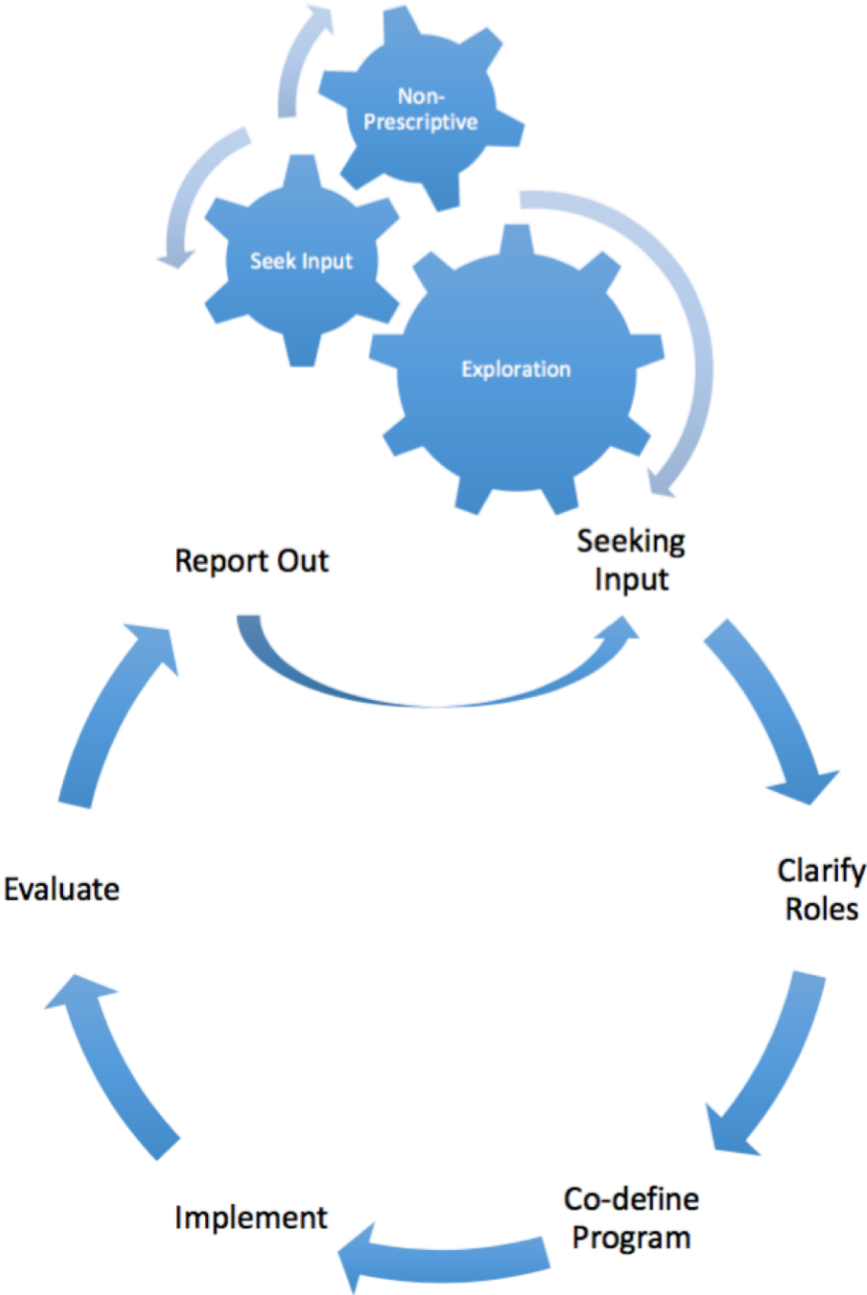 Non-
Prescriptive
Seek Input
Exploration
Report Out
Seeking
Input
Evaluate
Clarify
Roles
Implement
Co-define
Program